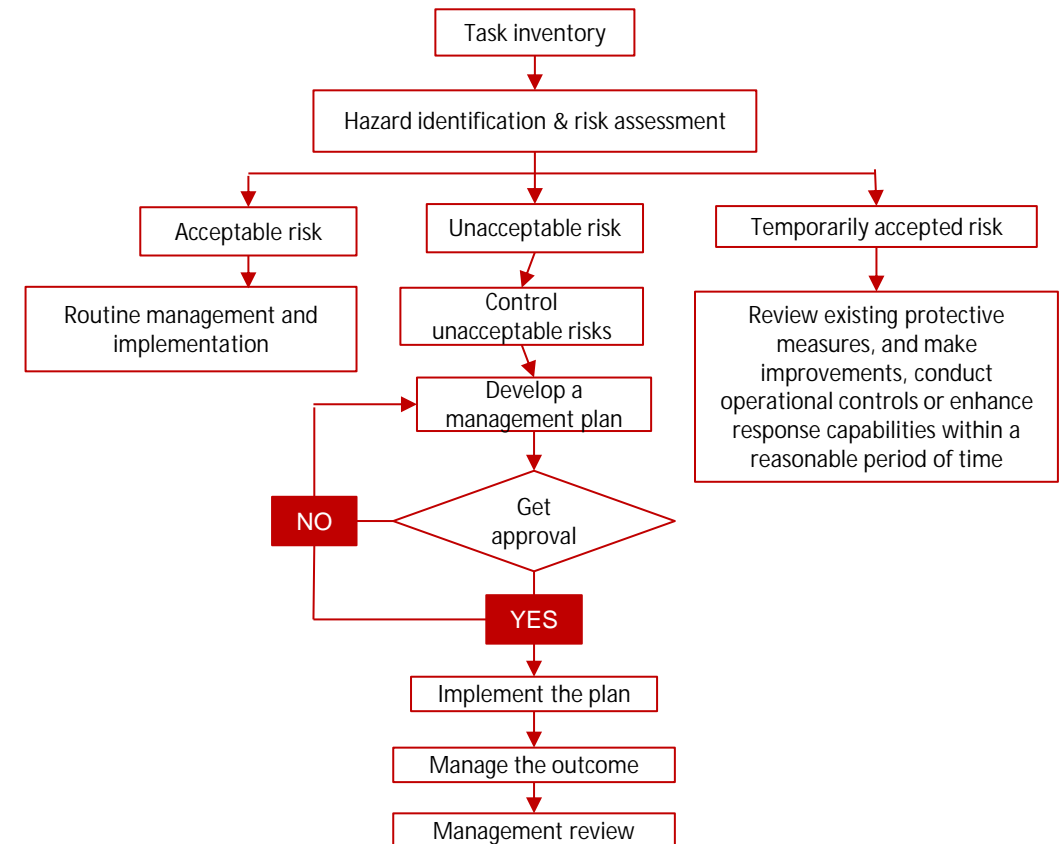 Task inventory
Hazard identification & risk assessment
Acceptable risk
Unacceptable risk
Temporarily accepted risk
Routine management and
implementation
Control
unacceptable risks
Review existing protective
measures, and make
improvements, conduct
operational controls or enhance
response capabilities within a
reasonable period of time
Develop a
management plan
NO
Get
approval
YES
Implement the plan
Manage the outcome
Management review